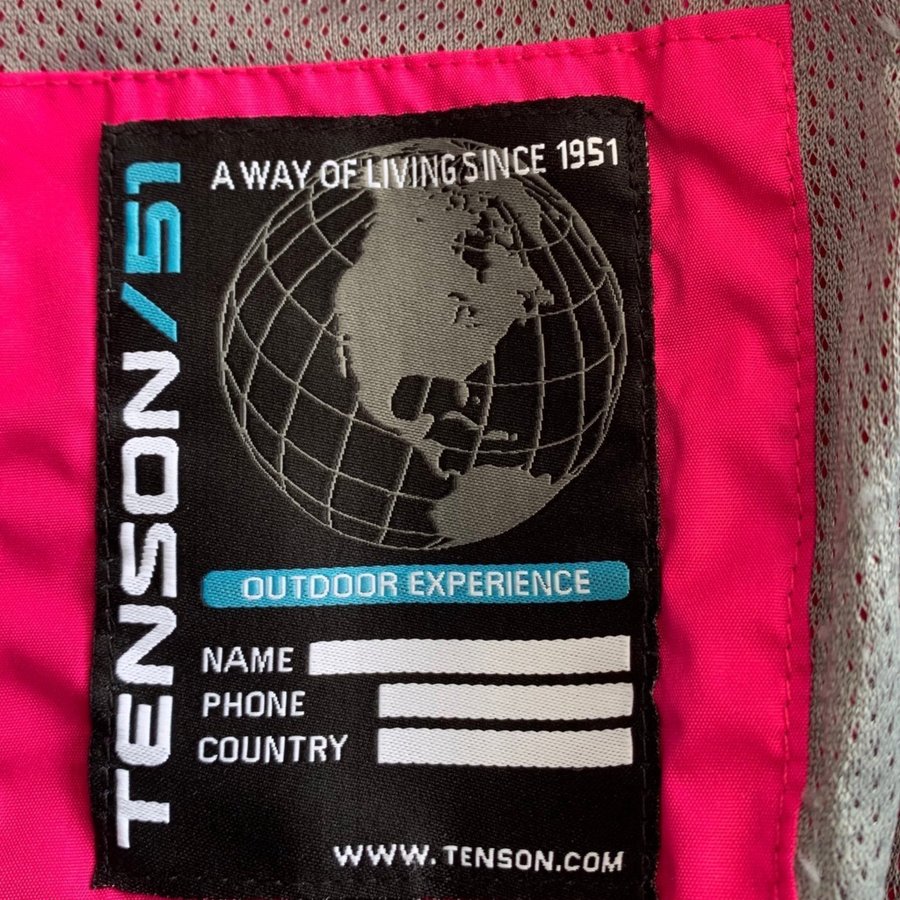 A WAY OF LIVING SINCE 1951
TENSON/51
OUTDOOR EXPERIENCE
NAME
PHONE
COUNTRY
WWW.TENSON.COM